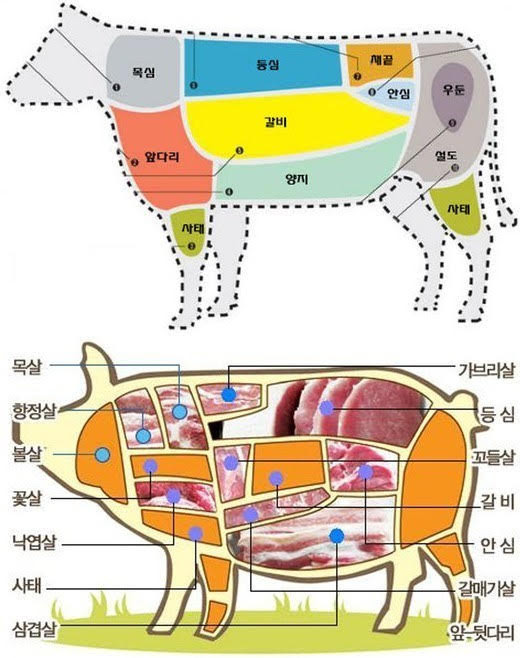 목심
등심
채끝
안심
우둔
갈비
앞다리
설도
양지
사태
사태
목살
가브리살
항정살
등심
볼살
꼬들살
꽃살
갈비
낙엽살
안심
사태
갈매기살
삼겹살
앞-뒷다리